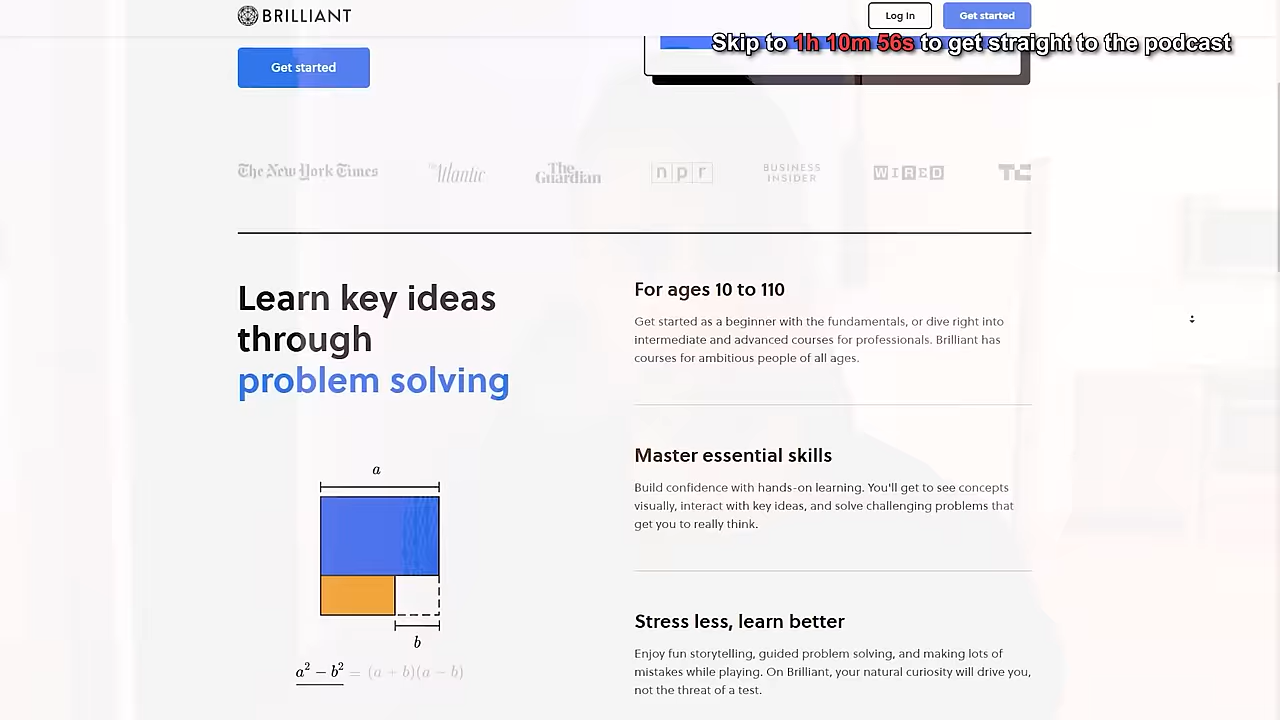 BRILLIANT
Log In
Get started
Skip to 1h 10m 56s to get straight to the podcast
Get started
The New York Times
The Atlantic
The Guardian
npr
BUSINESS INSIDER
WIRED
TC
Learn key ideas
through
problem solving
a
b
a² − b² = (a + b)(a − b)
For ages 10 to 110
Get started as a beginner with the fundamentals, or dive right into
intermediate and advanced courses for professionals. Brilliant has
courses for ambitious people of all ages.
Master essential skills
Build confidence with hands-on learning. You'll get to see concepts
visually, interact with key ideas, and solve challenging problems that
get you to really think.
Stress less, learn better
Enjoy fun storytelling, guided problem solving, and making lots of
mistakes while playing. On Brilliant, your natural curiosity will drive you,
not the threat of a test.